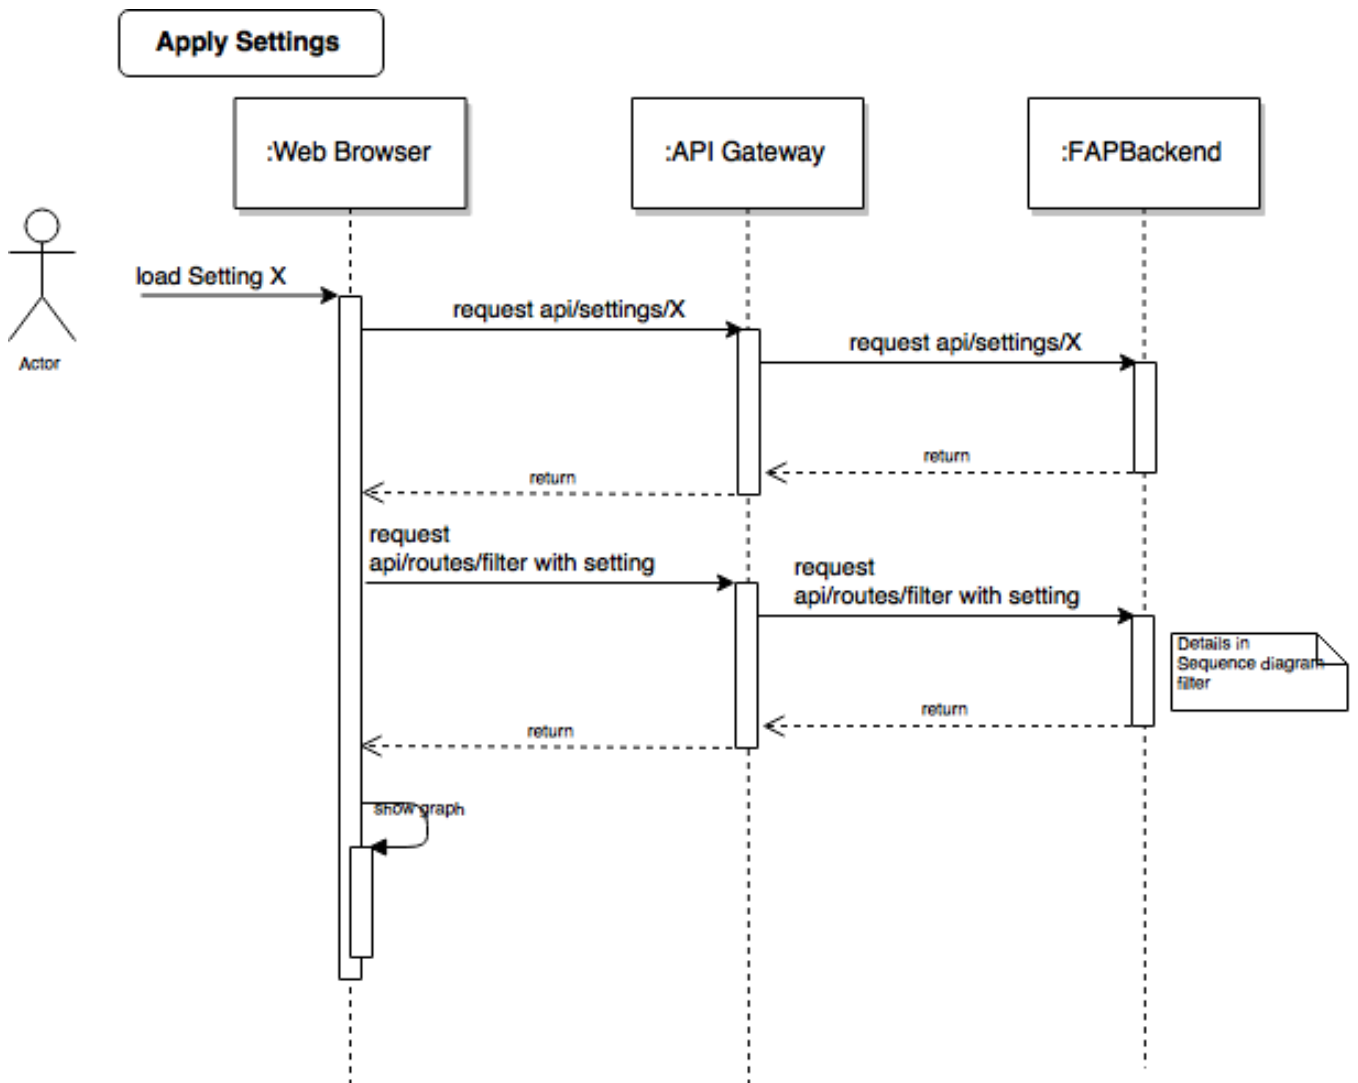 Apply Settings
:Web Browser
:API Gateway
:FAPBackend
load Setting X
Actor
request api/settings/X
request api/settings/X
return
return
request
api/routes/filter with setting
request
api/routes/filter with setting
Details in
Sequence diagram
filter
return
return
show graph